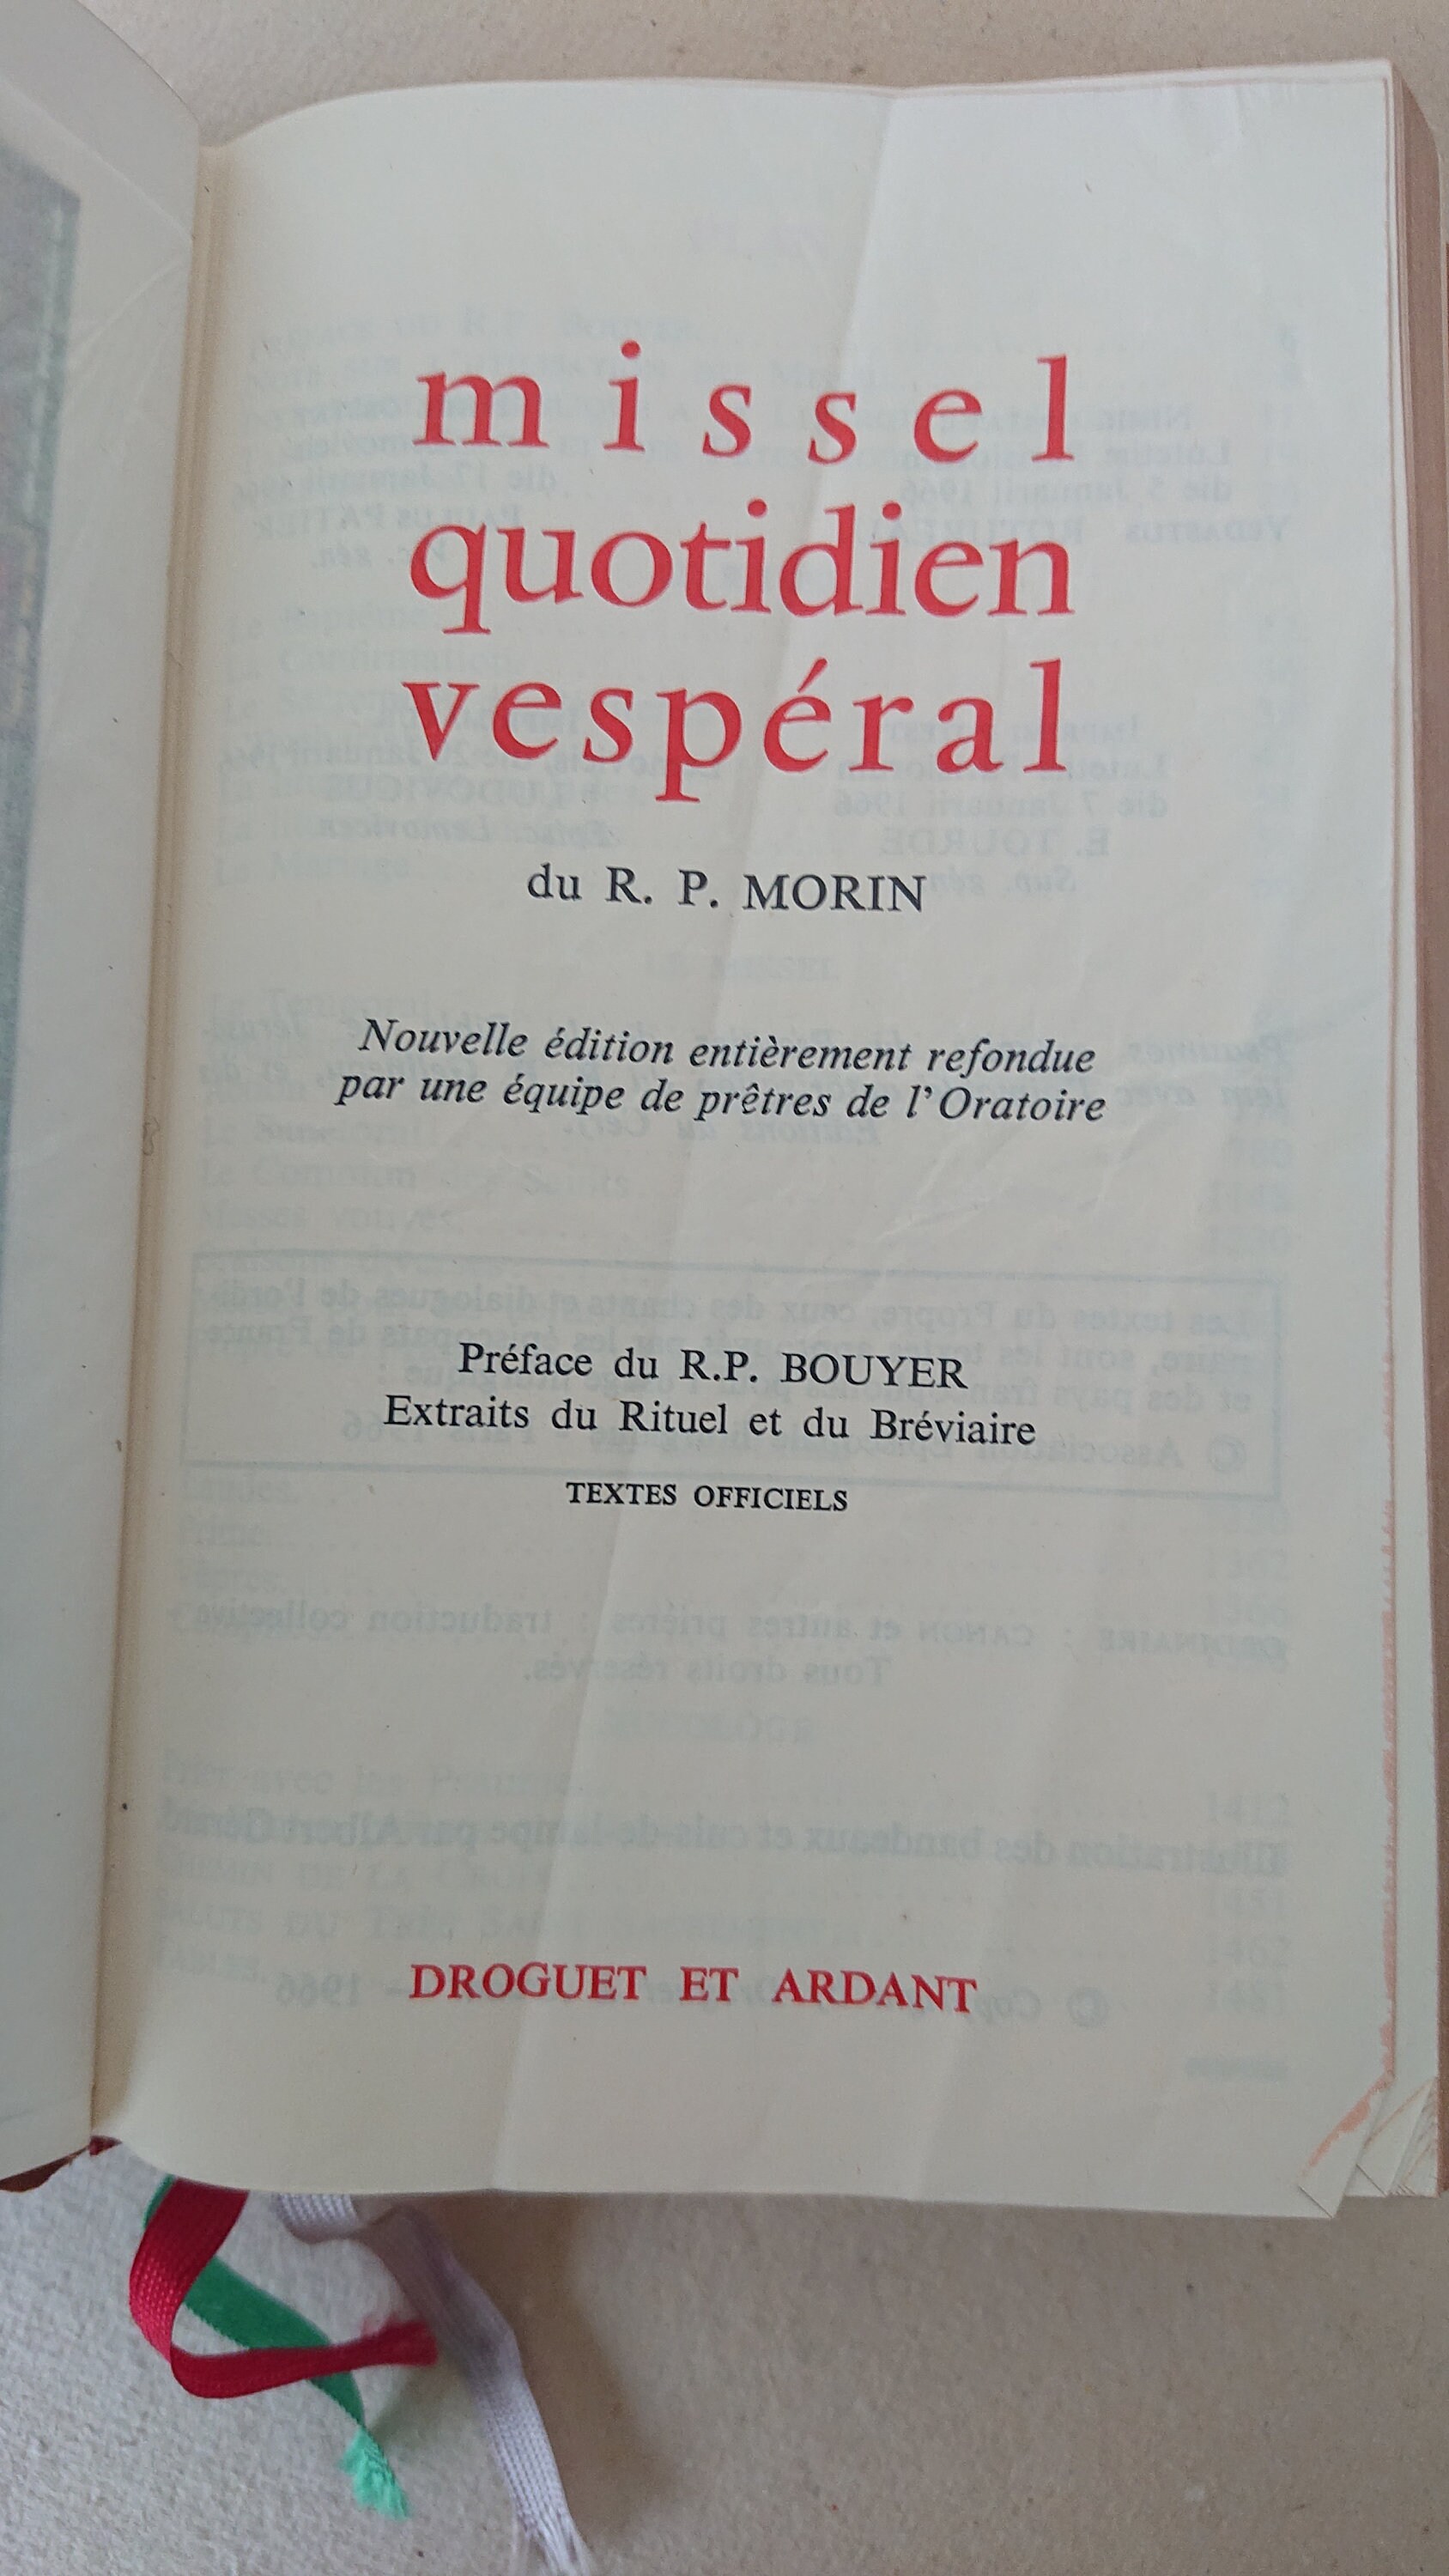 missel
quotidien
vespéral
du R. P. MORIN
Nouvelle édition entièrement refondue
par une équipe de prêtres de l'Oratoire
Préface du R.P. BOUYER
Extraits du Rituel et du Bréviaire
TEXTES OFFICIELS
DROGUET ET ARDANT